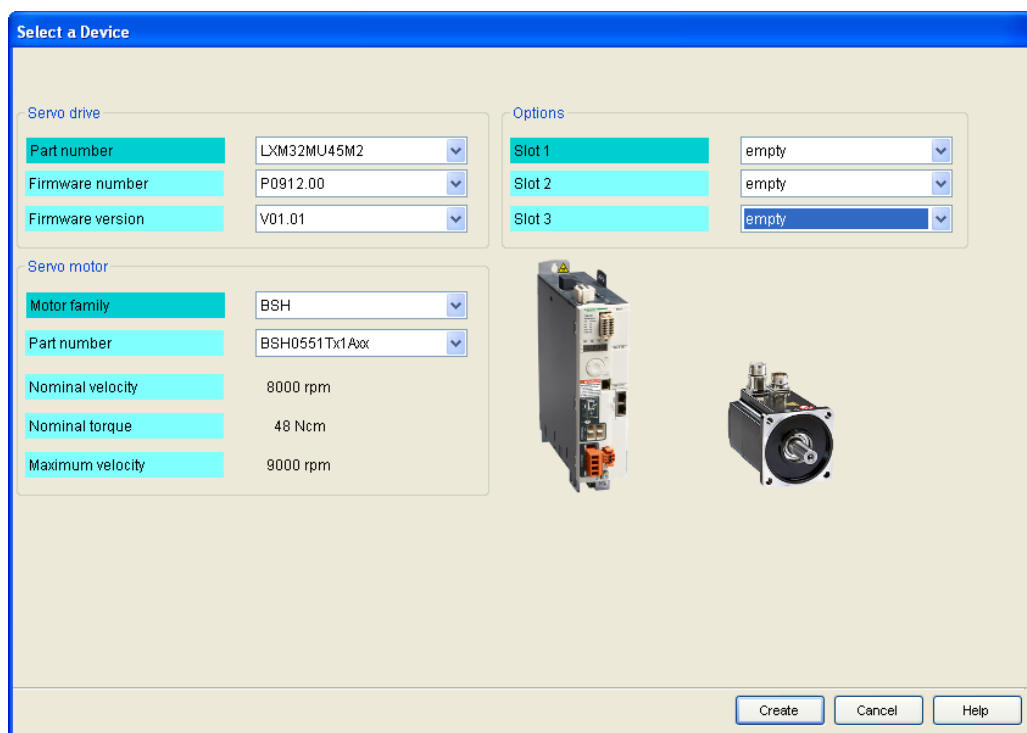 Select a Device
Servo drive
Part number LXM32MU45M2
Firmware number P0912.00
Firmware version V01.01
Options
Slot 1 empty
Slot 2 empty
Slot 3 empty
Servo motor
Motor family BSH
Part number BSH0551Tx1Axx
Nominal velocity 8000 rpm
Nominal torque 48 Ncm
Maximum velocity 9000 rpm
Create Cancel Help